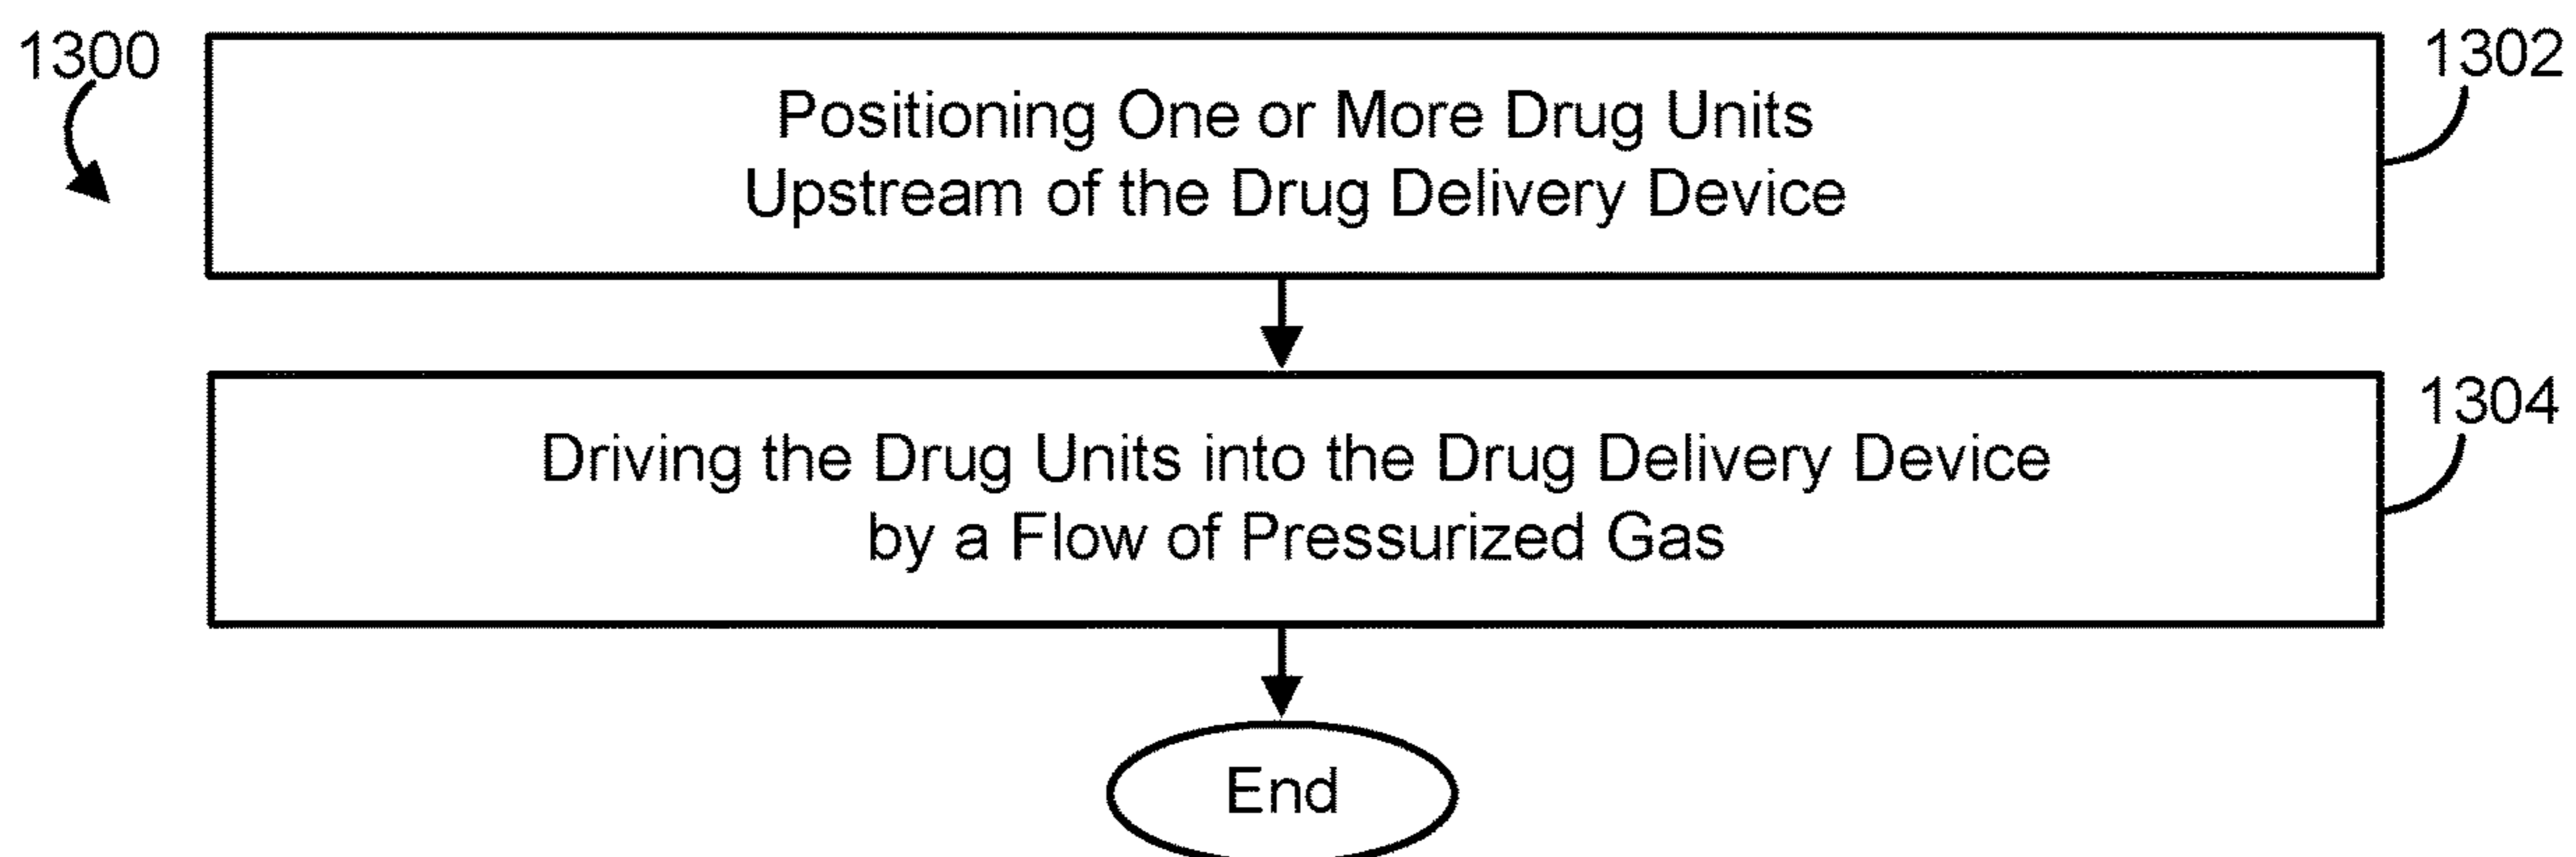 1300
1302
Positioning One or More Drug Units
Upstream of the Drug Delivery Device
1304
Driving the Drug Units into the Drug Delivery Device
by a Flow of Pressurized Gas
End